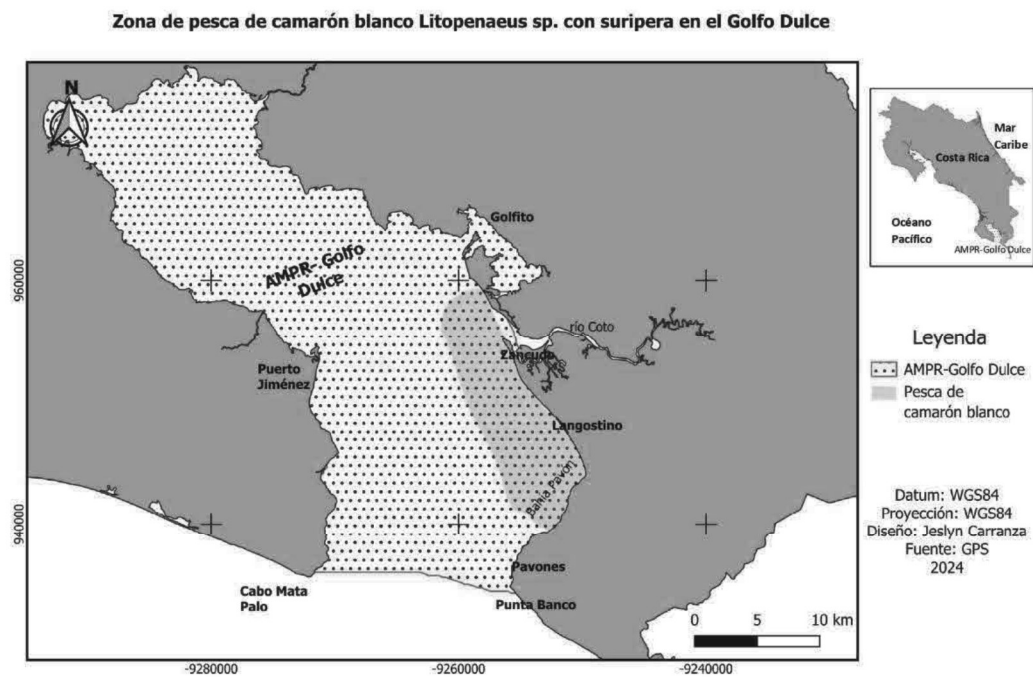 Zona de pesca de camarón blanco Litopenaeus sp. con suripera en el Golfo Dulce
N
Golfito
AMPR- Golfo
Dulce
río Coto
Zancudo
Puerto
Jiménez
Langostino
Bahía Pavón
Pavones
Cabo Mata
Palo
Punta Banco
0 5 10 km
960000
940000
-9280000 -9260000 -9240000
Mar
Caribe
Costa Rica
Océano
Pacífico
AMPR-Golfo Dulce
Leyenda
AMPR-Golfo Dulce
Pesca de
camarón blanco
Datum: WGS84
Proyección: WGS84
Diseño: Jeslyn Carranza
Fuente: GPS
2024